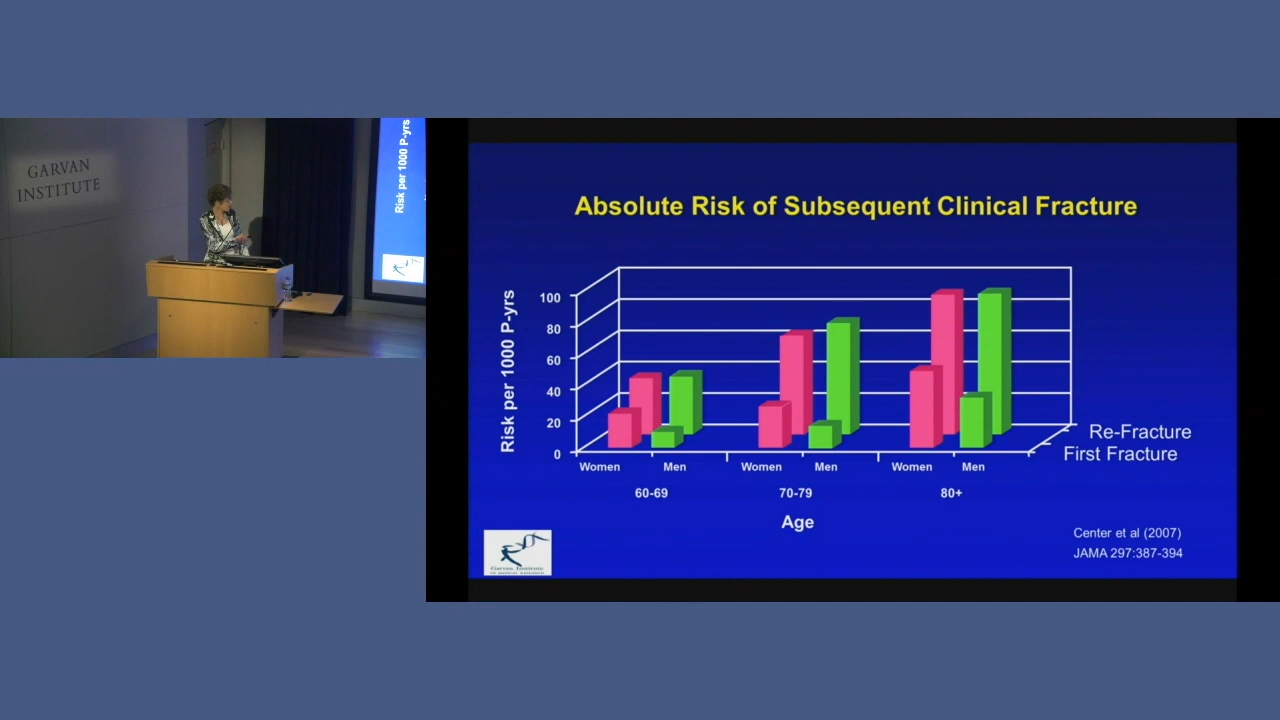 GARVAN
INSTITUTE
Risk per 1000 P-yrs
Absolute Risk of Subsequent Clinical Fracture
Risk per 1000 P-yrs
100
80
60
40
20
0
Women Men Women Men Women Men
60-69 70-79 80+
Age
Re-Fracture
First Fracture
Center et al (2007)
JAMA 297:387-394
Garvan Institute